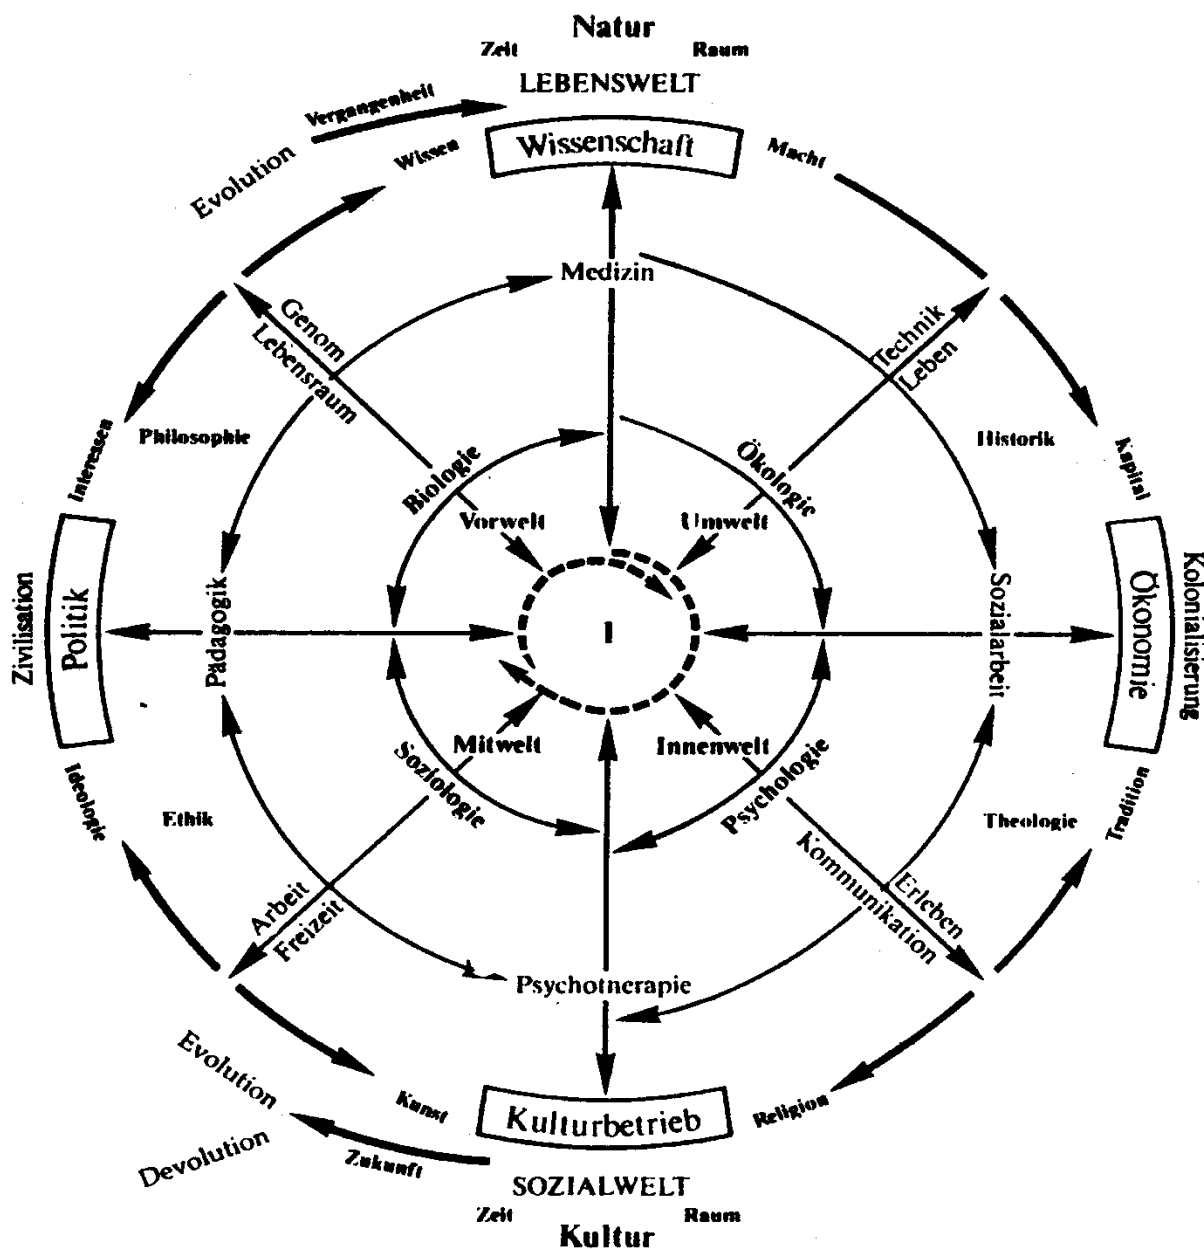 Natur
Zeit
Raum
LEBENSWELT
Vergangenheit
Evolution
Wissen
Wissenschaft
Macht
Medizin
Genom
Lebensraum
Technik
Leben
Interessen
Philosophie
Historik
Kapital
Biologie
Ökologie
Vorwelt
Umwelt
Zivilisation
Politik
Pädagogik
I
Sozialarbeit
Ökonomie
Kolonialisierung
Mitwelt
Innenwelt
Soziologie
Psychologie
Ideologie
Ethik
Theologie
Tradition
Arbeit
Freizeit
Kommunikation
Erleben
Psychotnerapie
Evolution
Devolution
Kunst
Kulturbetrieb
Religion
Zukunft
SOZIALWELT
Zeit
Raum
Kultur